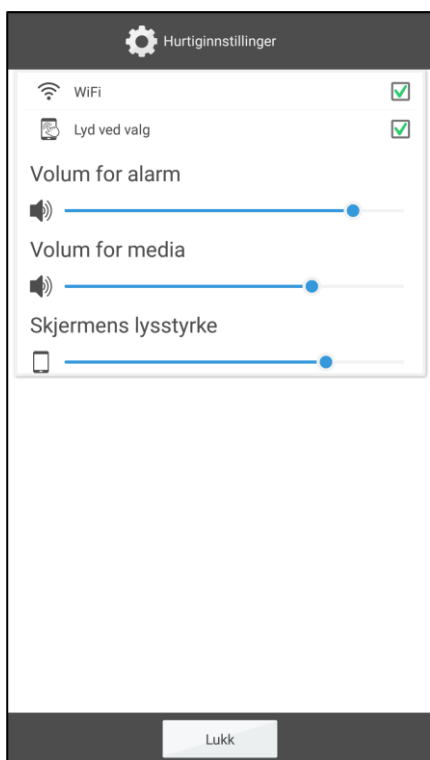 Hurtiginnstillinger
WiFi
Lyd ved valg
Volum for alarm
Volum for media
Skjermens lysstyrke
Lukk